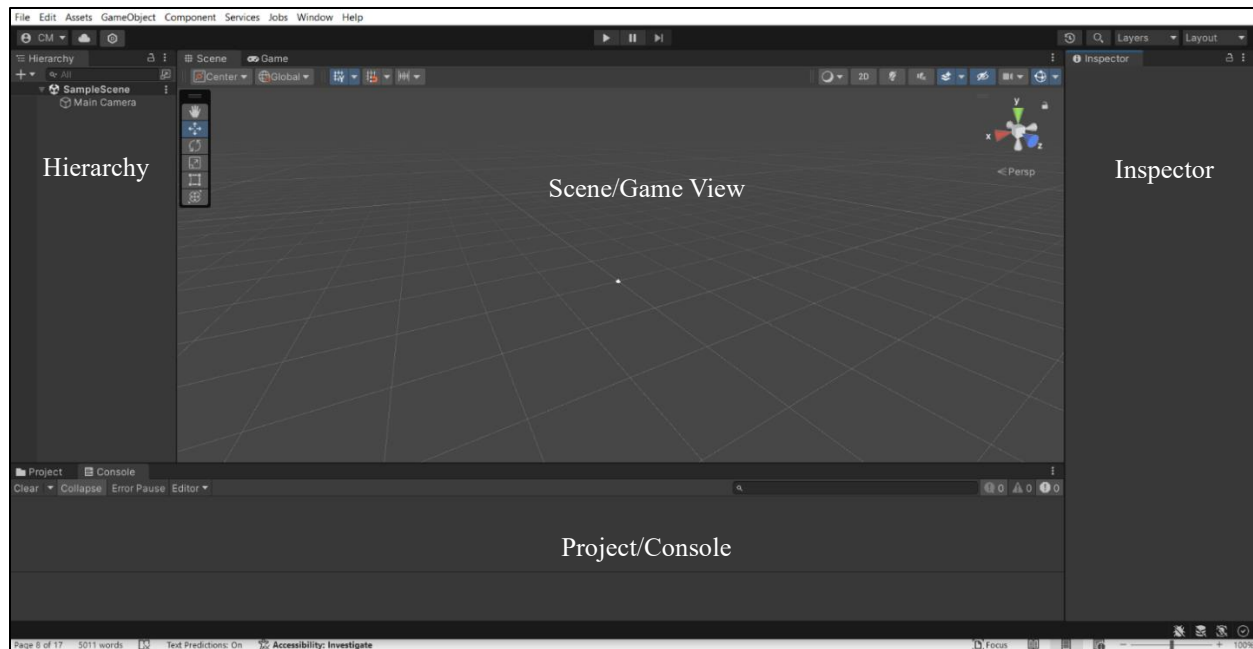 File Edit Assets GameObject Component Services Jobs Window Help
CM Layers Layout
Hierarchy Scene Game Inspector
All Center Global 2D
SampleScene
Main Camera
y
x
z
Persp
Hierarchy Scene/Game View Inspector
Project Console
Clear Collapse Error Pause Editor 0 0 0
Project/Console
Page 8 of 17 5011 words Text Predictions: On Accessibility: Investigate Focus 100%